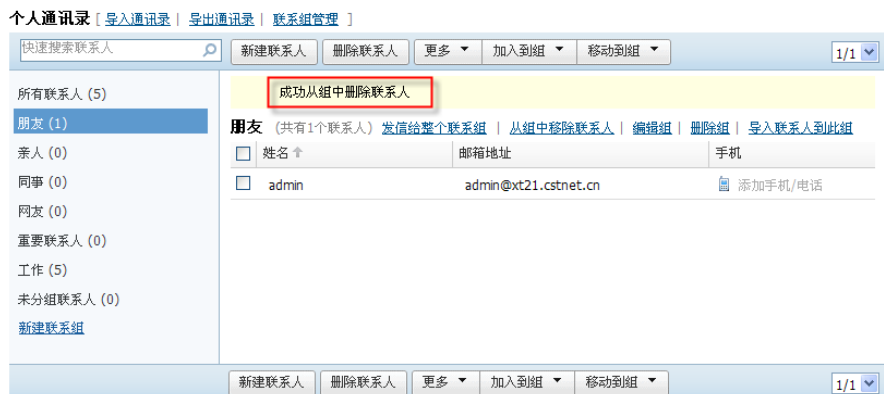 个人通讯录 [ 导入通讯录 | 导出通讯录 | 联系组管理 ]
快速搜索联系人 新建联系人 删除联系人 更多 加入到组 移动到组 1/1
成功从组中删除联系人
所有联系人 (5)
朋友 (1)
亲人 (0)
同事 (0)
网友 (0)
重要联系人 (0)
工作 (5)
未分组联系人 (0)
新建联系组
朋友 (共有1个联系人) 发信给整个联系组 | 从组中移除联系人 | 编辑组 | 删除组 | 导入联系人到此组
姓名 邮箱地址 手机
admin admin@xt21.cstnet.cn 添加手机/电话
新建联系人 删除联系人 更多 加入到组 移动到组 1/1